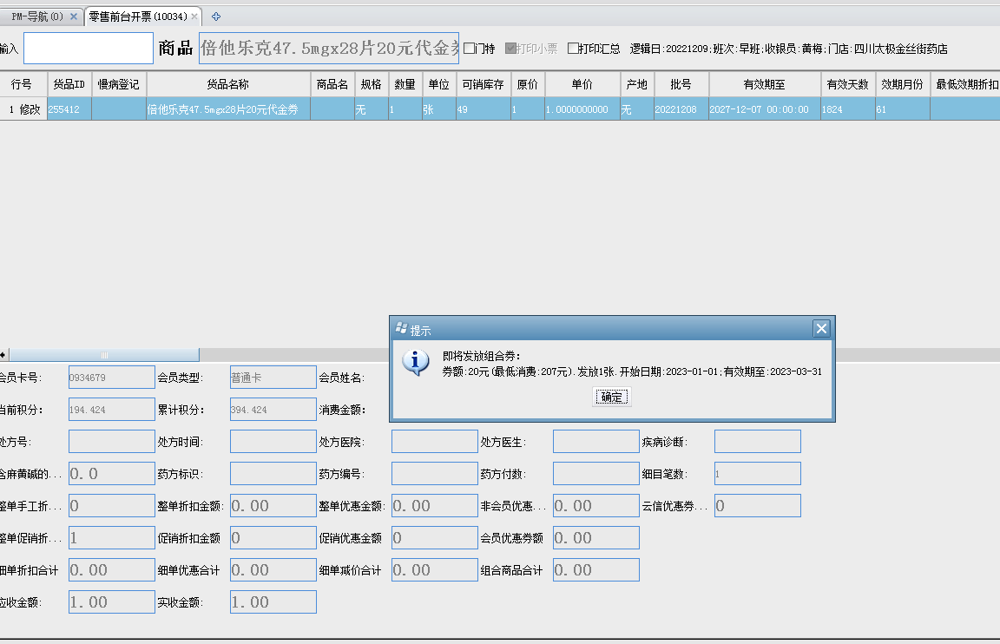 PM-导航(0) 零售前台开票(10034)
输入 商品 倍他乐克47.5mgx28片20元代金券 门特 打印小票 打印汇总 逻辑日:20221209;班次:早班;收银员:黄梅;门店:四川太极金丝街药店
行号 货品ID 慢病登记 货品名称 商品名 规格 数量 单位 可销库存 原价 单价 产地 批号 有效期至 有效天数 效期月份 最低效期折扣
1 修改 255412 倍他乐克47.5mgx28片20元代金券 无 1 张 49 1 1.0000000000 无 20221208 2027-12-07 00:00:00 1824 61
提示
即将发放组合券:
券额:20元(最低消费:207元).发放1张.开始日期:2023-01-01;有效期至:2023-03-31
确定
会员卡号: 0934679 会员类型: 普通卡 会员姓名:
当前积分: 194.424 累计积分: 394.424 消费金额:
处方号: 处方时间: 处方医院: 处方医生: 疾病诊断:
含麻黄碱的... 0.0 药方标识: 药方编号: 药方付数: 细目笔数: 1
整单手工折... 0 整单折扣金额: 0.00 整单优惠金额: 0.00 非会员优惠... 0.00 云信优惠券... 0
整单促销折... 1 促销折扣金额 0 促销优惠金额 0 会员优惠券额 0.00
细单折扣合计 0.00 细单优惠合计 0.00 细单减价合计 0.00 组合商品合计 0.00
应收金额: 1.00 实收金额: 1.00